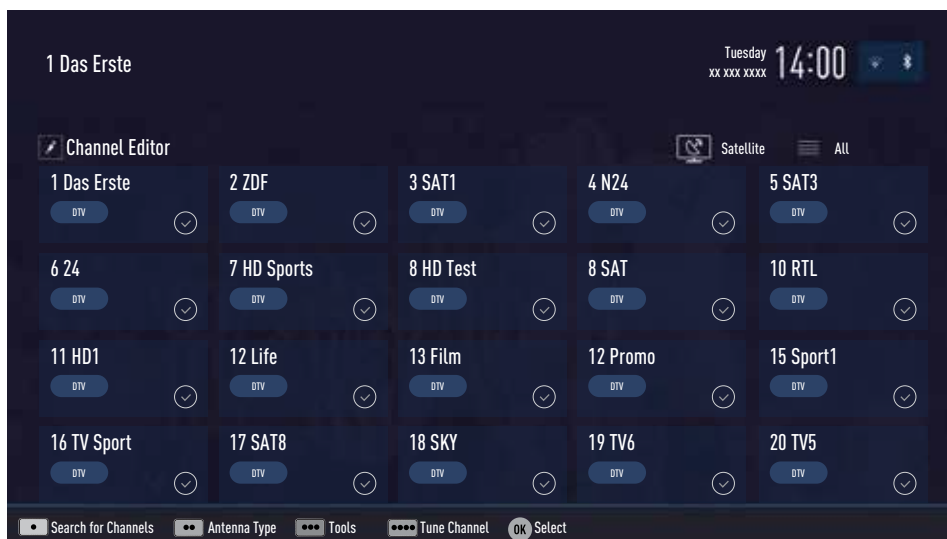 1 Das Erste
Tuesday
xx xxx xxxx
14:00
Channel Editor
Satellite
All
1 Das Erste
DTV
2 ZDF
DTV
3 SAT1
DTV
4 N24
DTV
5 SAT3
DTV
6 24
DTV
7 HD Sports
DTV
8 HD Test
DTV
8 SAT
DTV
10 RTL
DTV
11 HD1
DTV
12 Life
DTV
13 Film
DTV
12 Promo
DTV
15 Sport1
DTV
16 TV Sport
DTV
17 SAT8
DTV
18 SKY
DTV
19 TV6
DTV
20 TV5
DTV
Search for Channels
Antenna Type
Tools
Tune Channel
OK Select